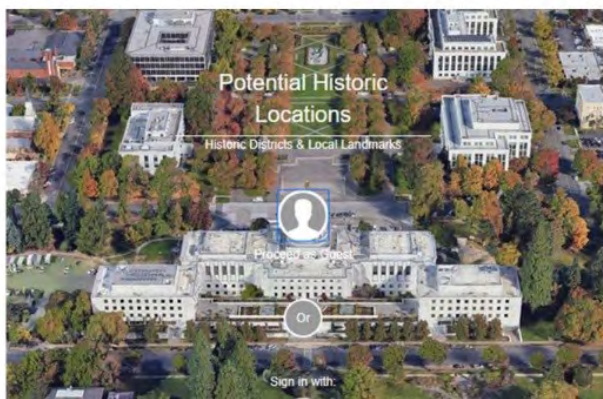 Potential Historic
Locations
Historic Districts & Local Landmarks
Proceed as Guest
Or
Sign in with: